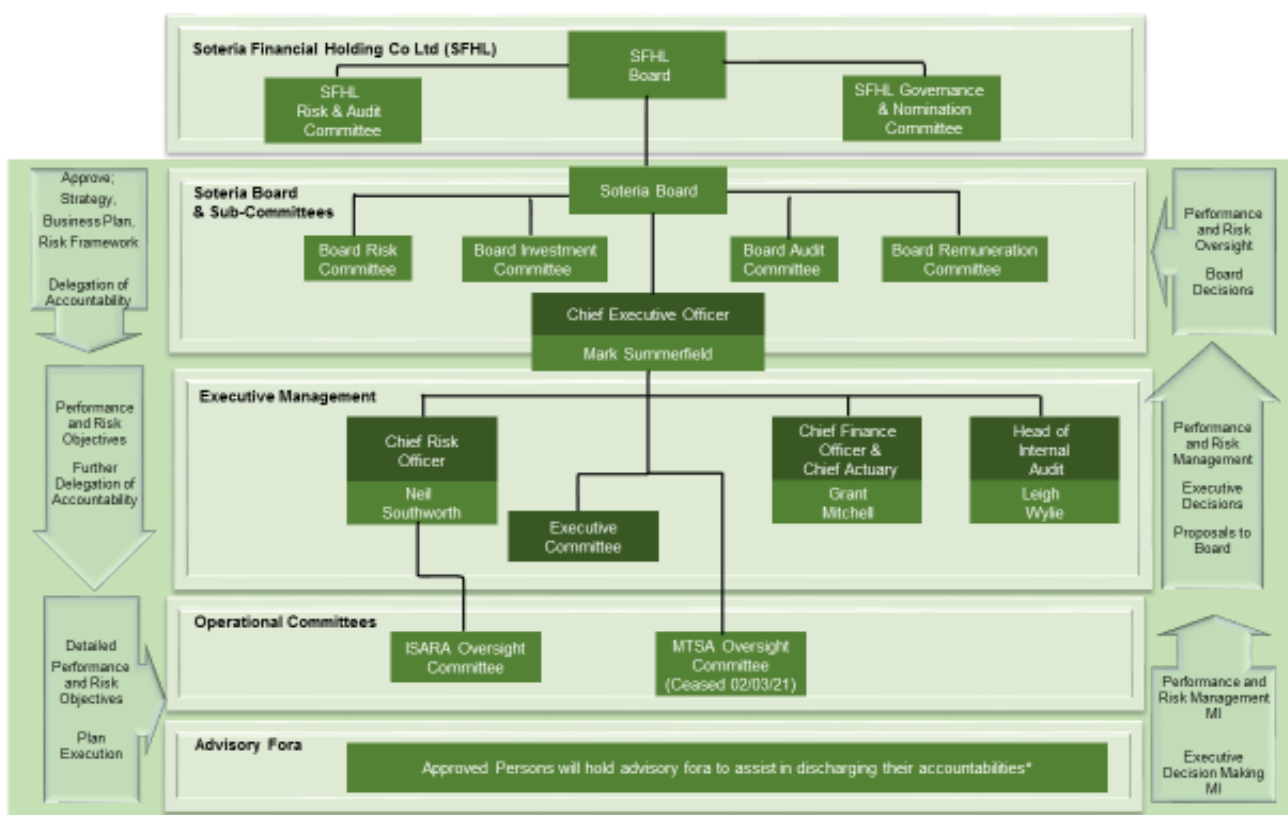 Soteria Financial Holding Co Ltd (SFHL)
SFHL
Board
SFHL
Risk & Audit
Committee
SFHL Governance
& Nomination
Committee
Approve;
Strategy,
Business Plan,
Risk Framework
Delegation of
Accountability
Soteria Board
& Sub-Committees
Soteria Board
Board Risk
Committee
Board Investment
Committee
Board Audit
Committee
Board Remuneration
Committee
Chief Executive Officer
Mark Summerfield
Performance
and Risk
Oversight
Board
Decisions
Performance
and Risk
Objectives
Further
Delegation of
Accountability
Executive Management
Chief Risk
Officer
Neil
Southworth
Executive
Committee
Chief Finance
Officer &
Chief Actuary
Grant
Mitchell
Head of
Internal
Audit
Leigh
Wylie
Performance
and Risk
Management
Executive
Decisions
Proposals to
Board
Detailed
Performance
and Risk
Objectives
Plan
Execution
Operational Committees
ISARA Oversight
Committee
MTSA Oversight
Committee
(Ceased 02/03/21)
Performance and
Risk Management
MI
Executive
Decision Making
MI
Advisory Fora
Approved Persons will hold advisory fora to assist in discharging their accountabilities*